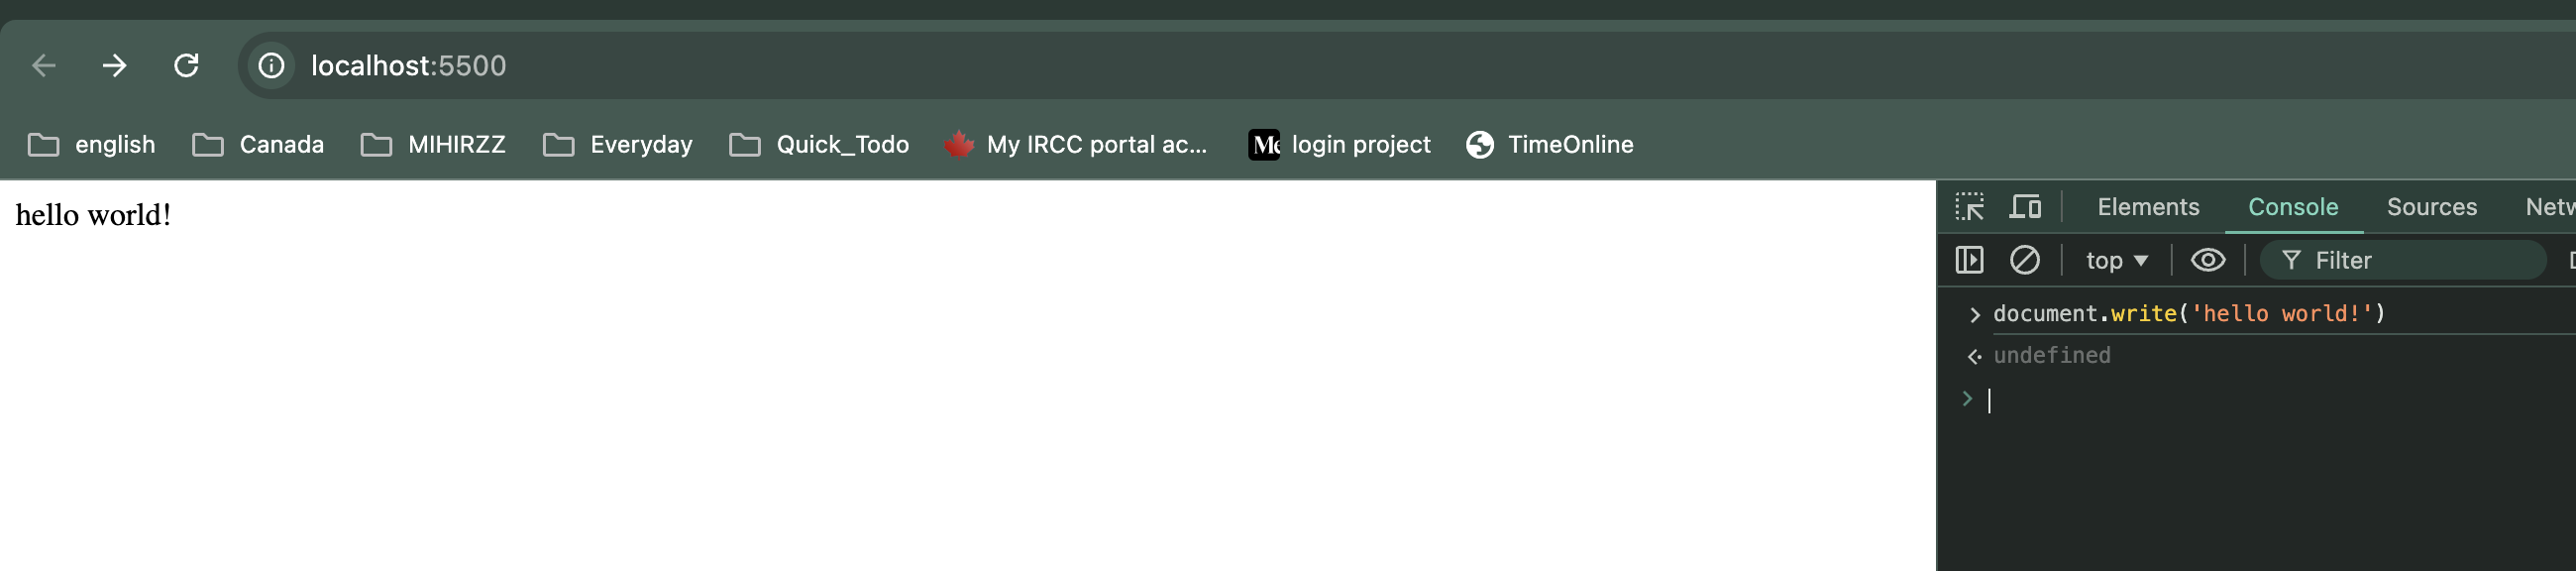 localhost:5500
english Canada MIHIRZZ Everyday Quick_Todo My IRCC portal ac... login project TimeOnline
hello world!
Elements Console Sources
top Filter
document.write('hello world!')
undefined